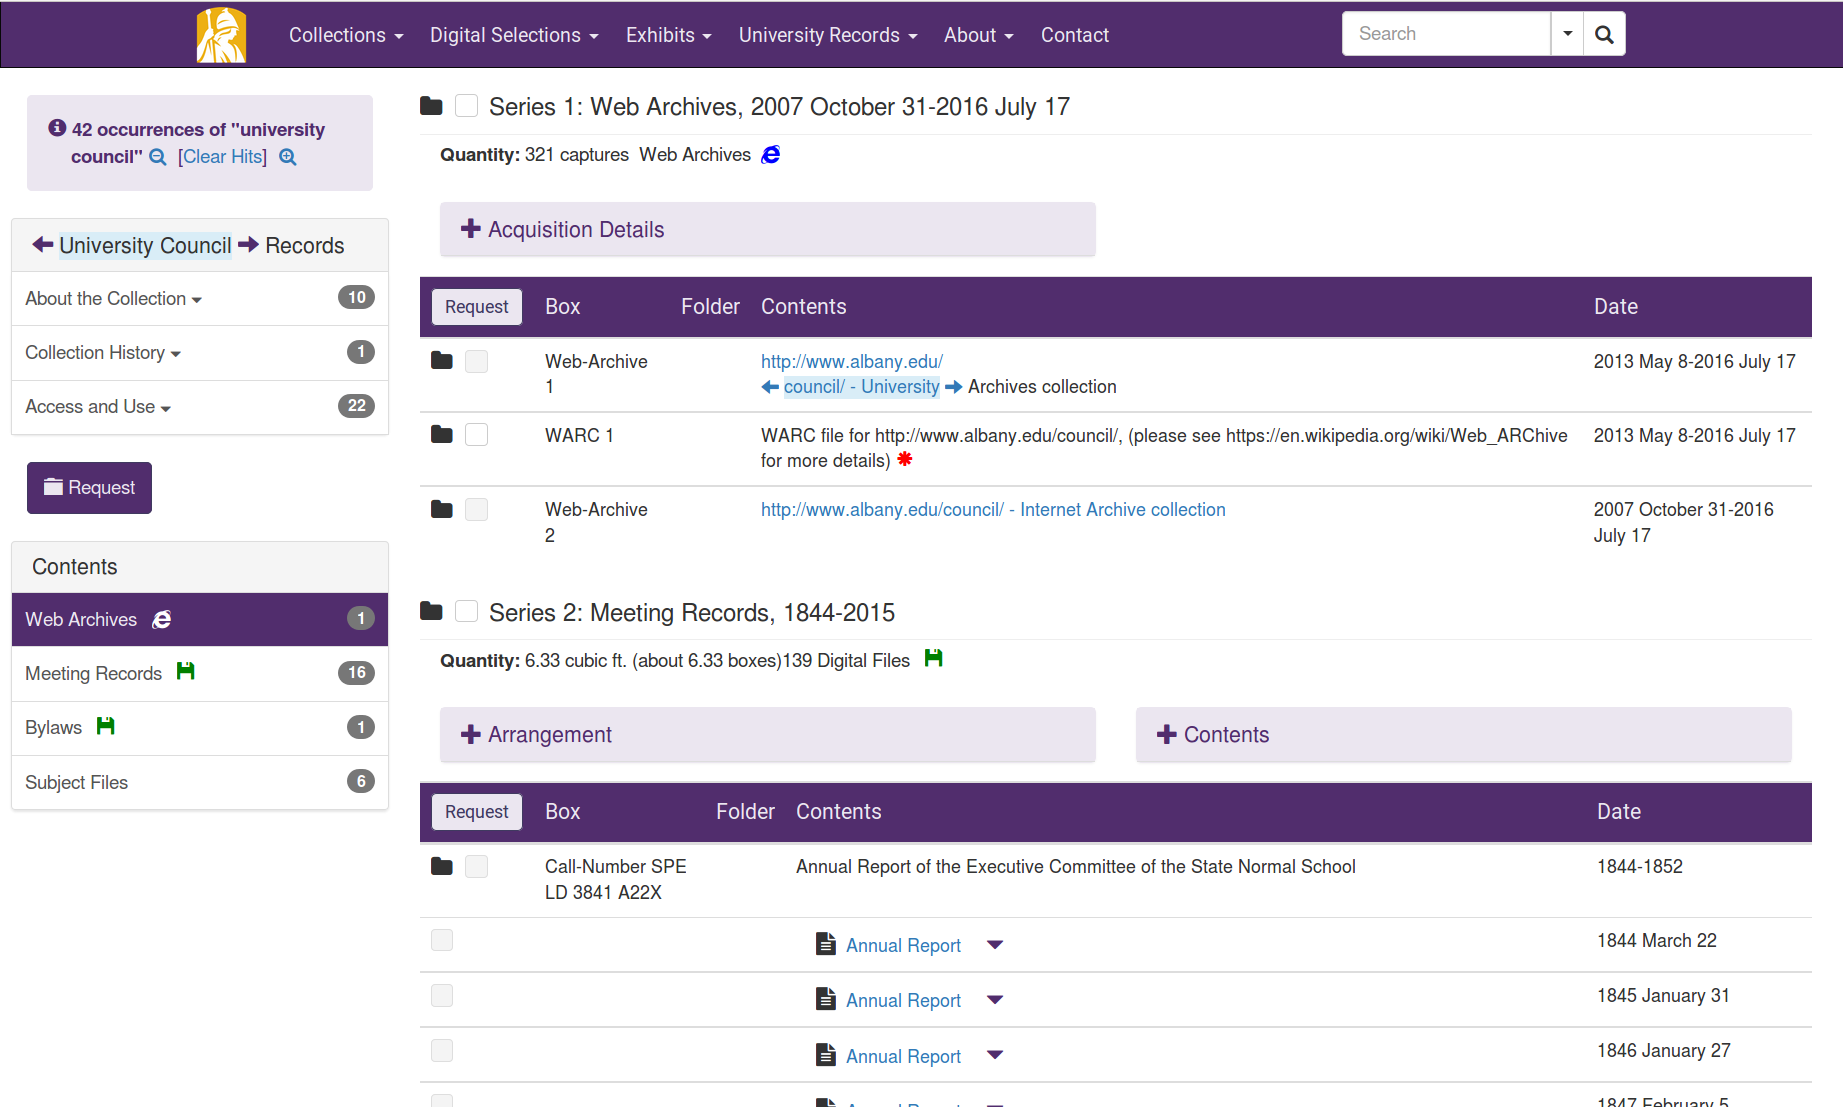 Collections Digital Selections Exhibits University Records About Contact Search
42 occurrences of "university
council" [Clear Hits]
University Council Records
About the Collection 10
Collection History 1
Access and Use 22
Request
Contents
Web Archives 1
Meeting Records 16
Bylaws 1
Subject Files 6
Series 1: Web Archives, 2007 October 31-2016 July 17
Quantity: 321 captures Web Archives
Acquisition Details
Request Box Folder Contents Date
Web-Archive
1
http://www.albany.edu/
council/ - University Archives collection
2013 May 8-2016 July 17
WARC 1
WARC file for http://www.albany.edu/council/, (please see https://en.wikipedia.org/wiki/Web_ARChive
for more details)
2013 May 8-2016 July 17
Web-Archive
2
http://www.albany.edu/council/ - Internet Archive collection
2007 October 31-2016
July 17
Series 2: Meeting Records, 1844-2015
Quantity: 6.33 cubic ft. (about 6.33 boxes)139 Digital Files
Arrangement
Contents
Request Box Folder Contents Date
Call-Number SPE
LD 3841 A22X
Annual Report of the Executive Committee of the State Normal School
1844-1852
Annual Report 1844 March 22
Annual Report 1845 January 31
Annual Report 1846 January 27
Annual Report 1847 February 5